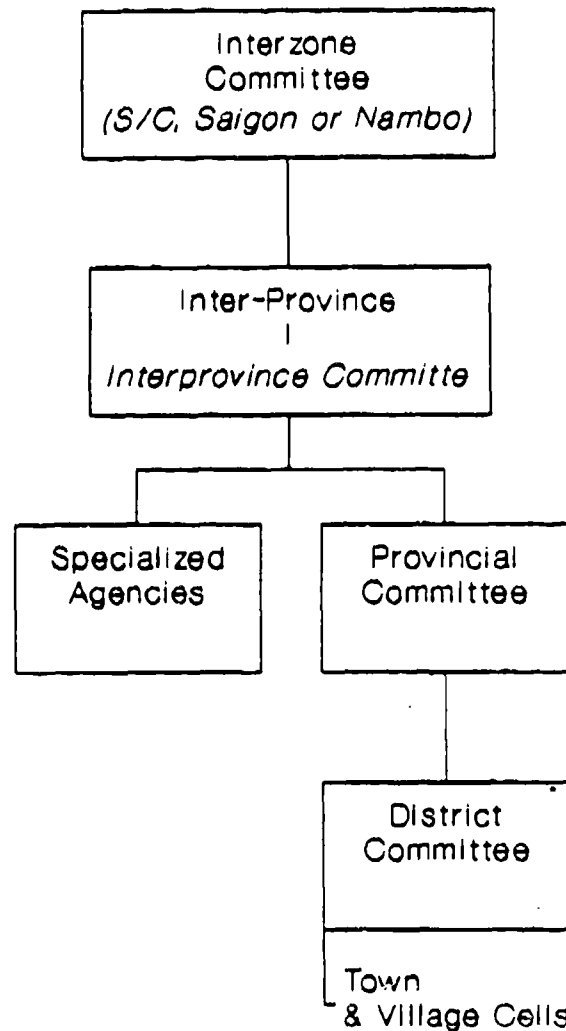 Interzone
Committee
(S/C, Saigon or Nambo)
Inter-Province
I
Interprovince Committe
Specialized
Agencies
Provincial
Committee
District
Committee
Town
& Village Cells